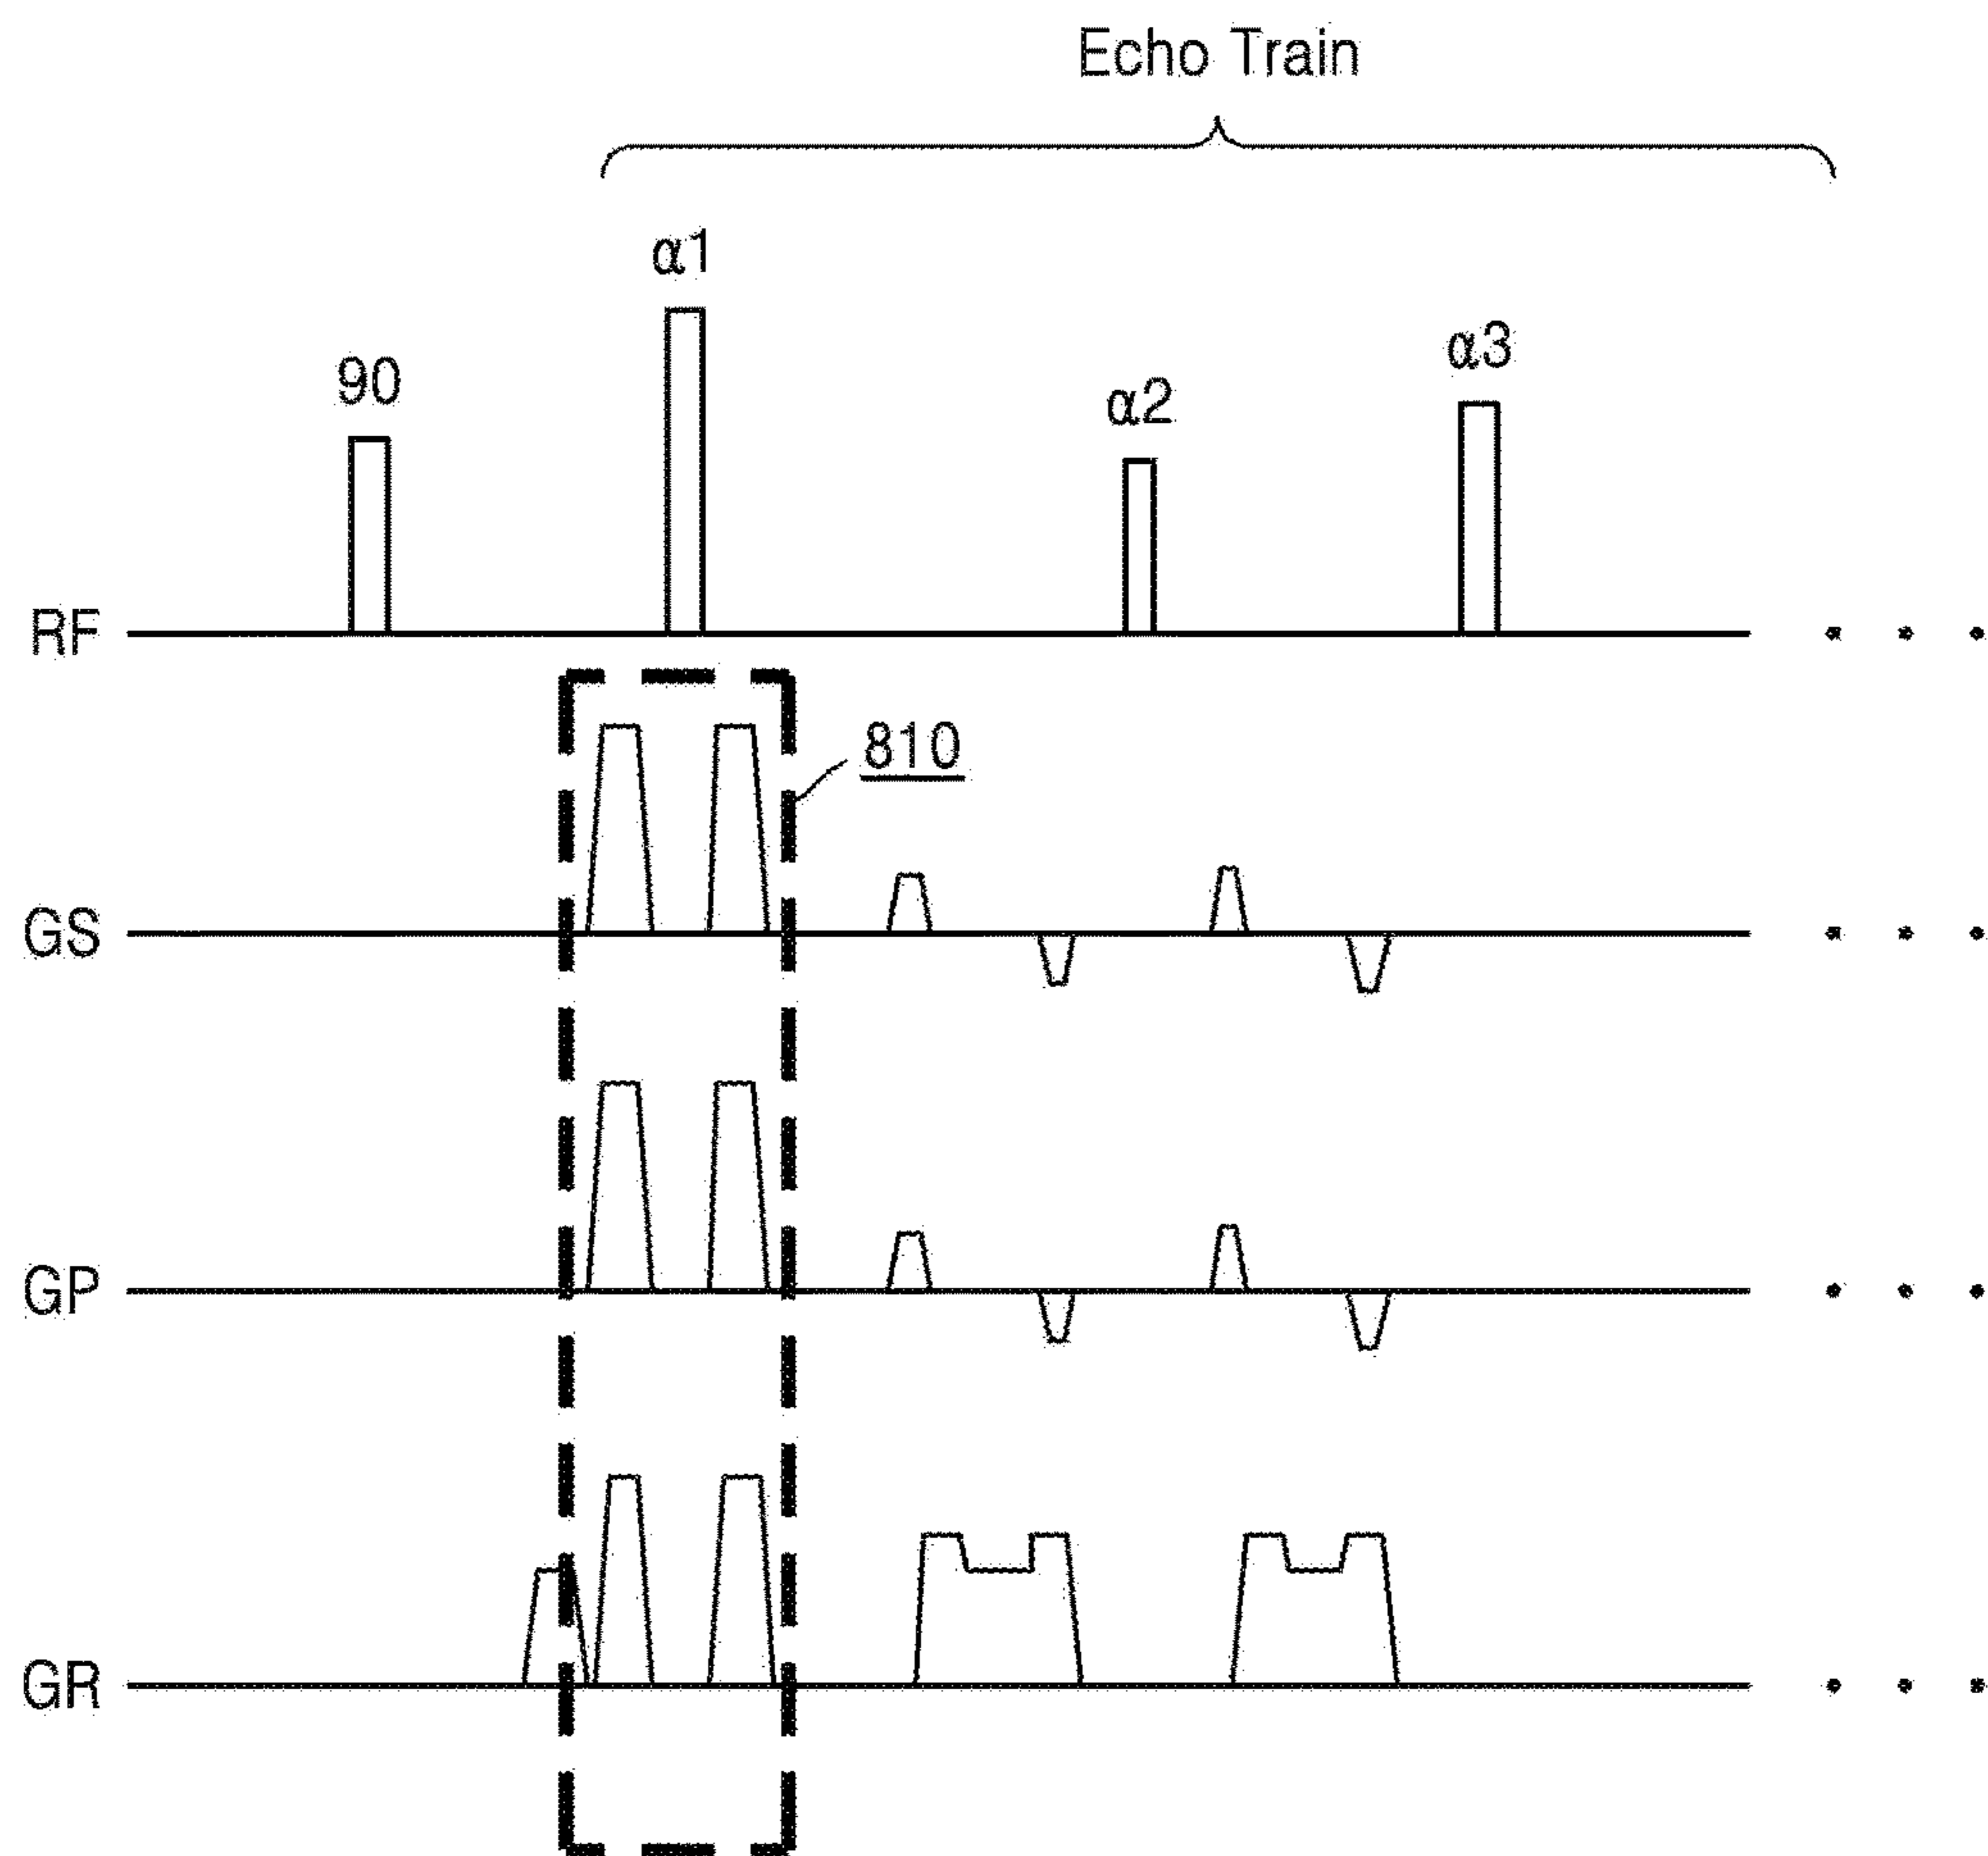 Echo Train
α1
90
α2
α3
RF
810
GS
GP
GR